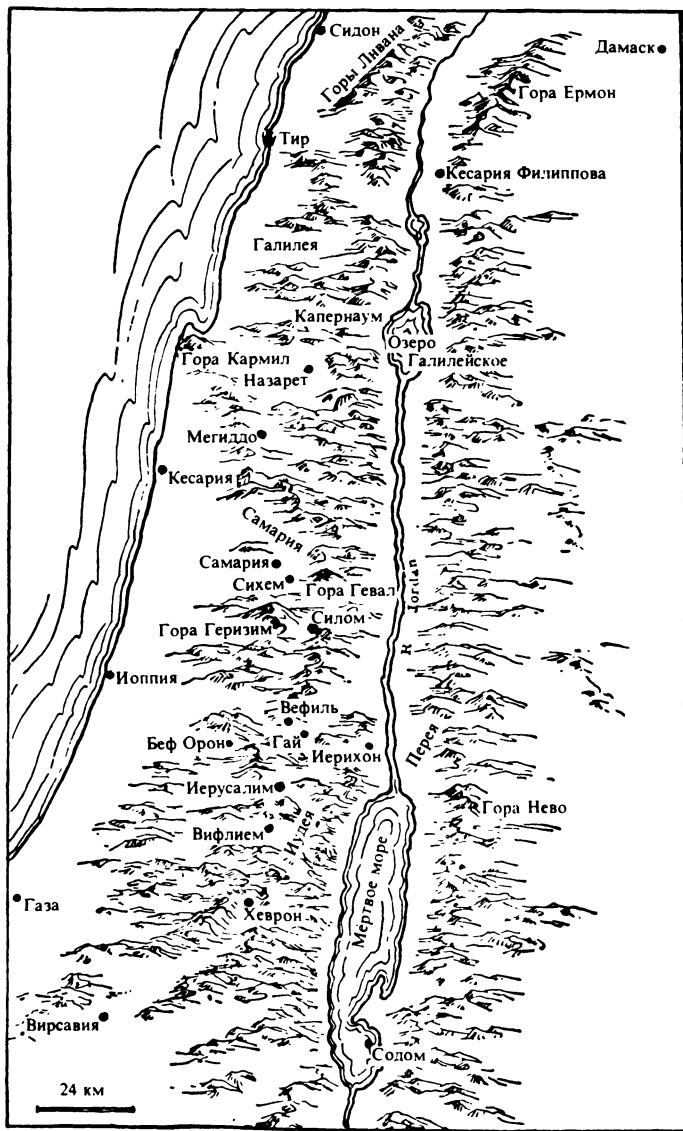 Сидон
Горы Ливана
Дамаск
Гора Ермон
Тир
Кесария Филиппова
Галилея
Капернаум
Озеро
Галилейское
Гора Кармил
Назарет
Мегиддо
Кесария
Самария
Самария
Сихем
Гора Гевал
Jordan
Гора Геризим
Силом
Иоппия
Вефиль
Беф Орон
Гай
Иерихон
Перея
Иерусалим
Иудея
Гора Нево
Вифлием
Мертвое море
Газа
Хеврон
Вирсавия
Содом
24 км